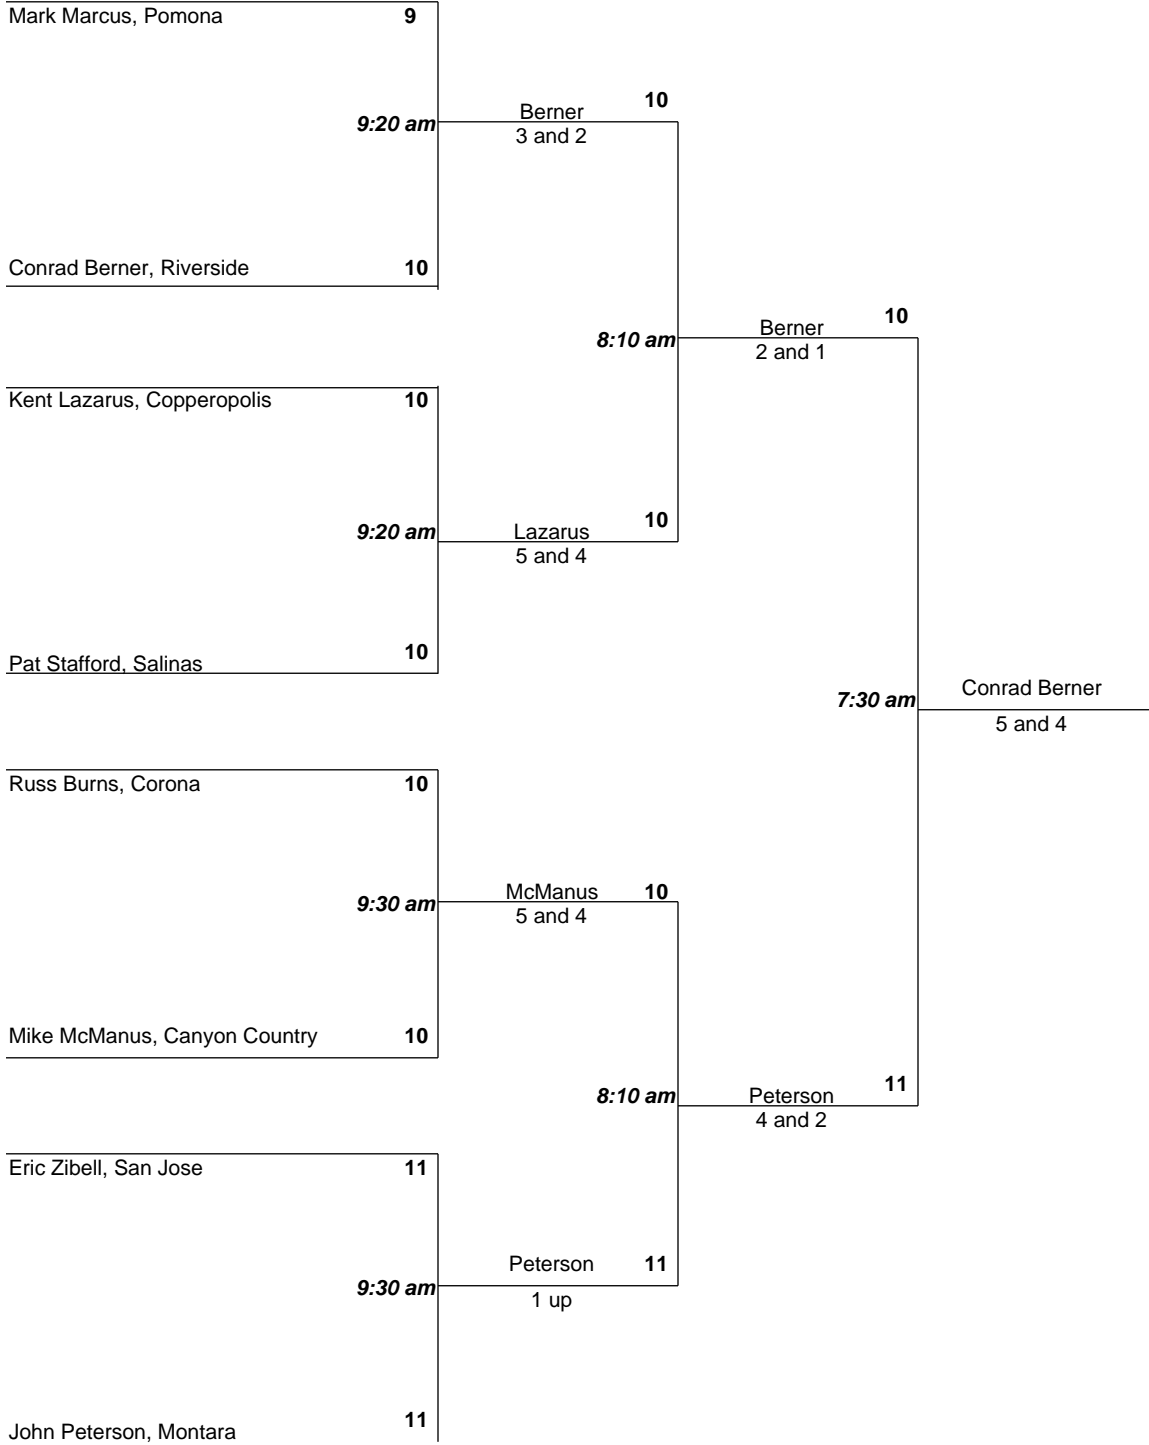 Mark Marcus, Pomona 9
Berner 10
9:20 am
3 and 2
Conrad Berner, Riverside 10
Berner 10
8:10 am
2 and 1
Kent Lazarus, Copperopolis 10
Lazarus 10
9:20 am
5 and 4
Pat Stafford, Salinas 10
Conrad Berner
7:30 am
5 and 4
Russ Burns, Corona 10
McManus 10
9:30 am
5 and 4
Mike McManus, Canyon Country 10
Peterson 11
8:10 am
4 and 2
Eric Zibell, San Jose 11
Peterson 11
9:30 am
1 up
John Peterson, Montara 11